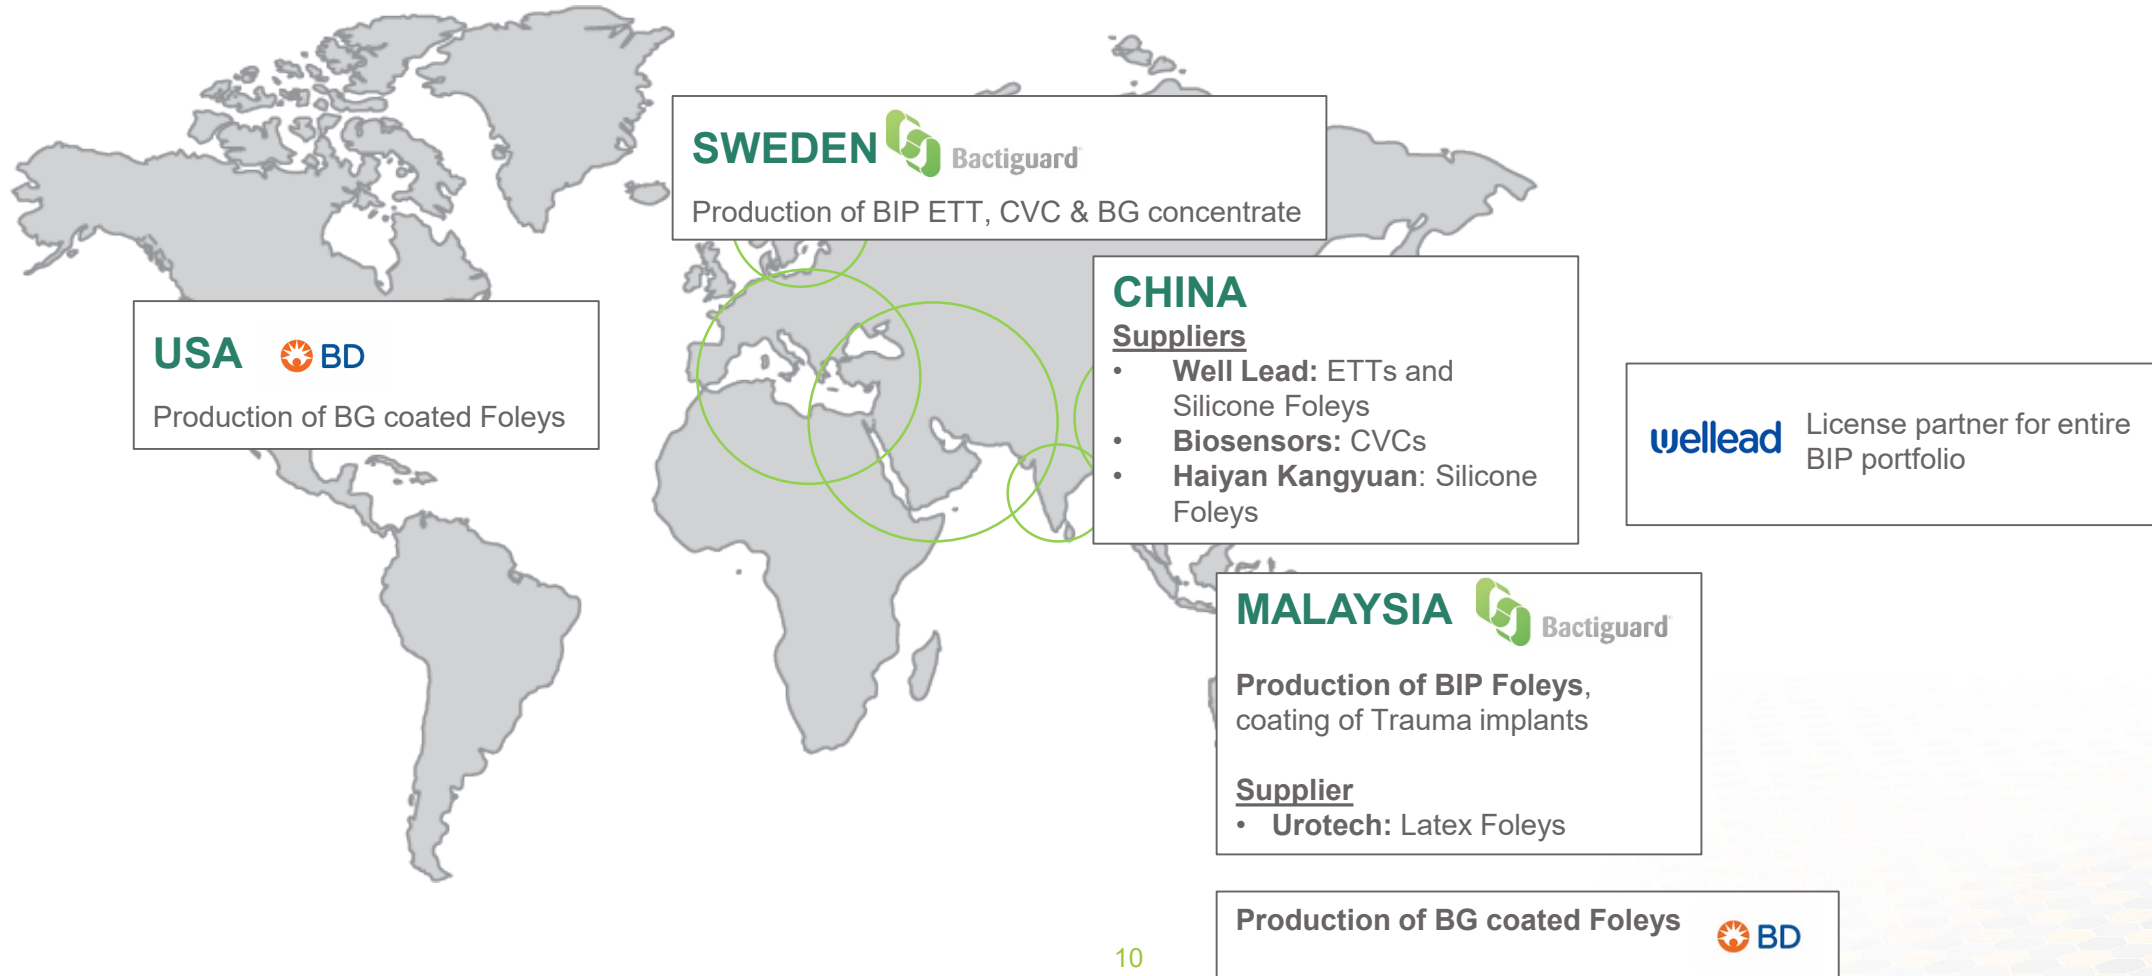 SWEDEN Bactiguard
Production of BIP ETT, CVC & BG concentrate
USA BD
Production of BG coated Foleys
CHINA
Suppliers
• Well Lead: ETTs and
Silicone Foleys
• Biosensors: CVCs
• Haiyan Kangyuan: Silicone
Foleys
wellead
License partner for entire
BIP portfolio
MALAYSIA Bactiguard
Production of BIP Foleys,
coating of Trauma implants
Supplier
• Urotech: Latex Foleys
Production of BG coated Foleys BD
10